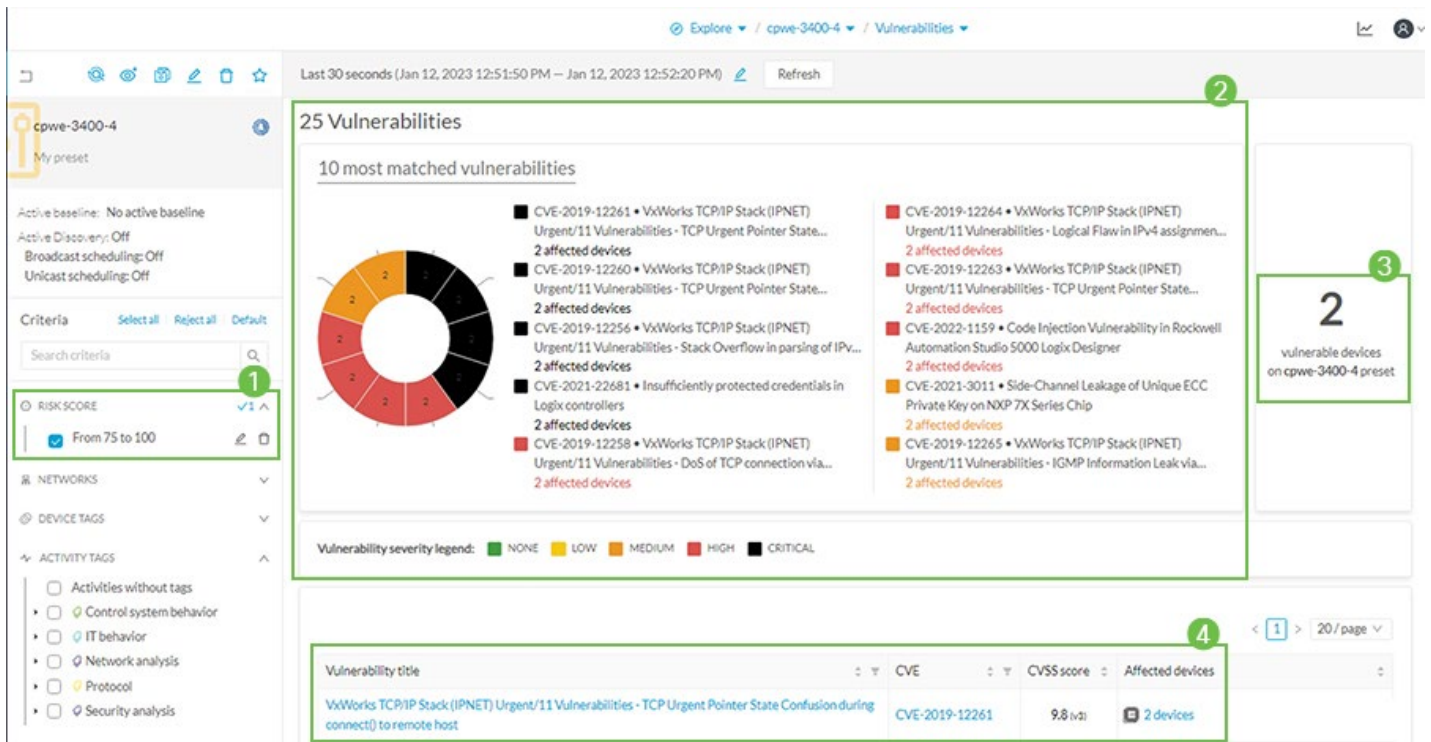 Explore / cpwe-3400-4 / Vulnerabilities
Last 30 seconds (Jan 12, 2023 12:51:50 PM — Jan 12, 2023 12:52:20 PM) Refresh
cpwe-3400-4
My preset
Active baseline: No active baseline
Active Discovery: Off
Broadcast scheduling: Off
Unicast scheduling: Off
Criteria Select all Reject all Default
Search criteria
1
RISK SCORE ✓1
From 75 to 100
NETWORKS
DEVICE TAGS
ACTIVITY TAGS
Activities without tags
Control system behavior
IT behavior
Network analysis
Protocol
Security analysis
2
25 Vulnerabilities
10 most matched vulnerabilities
2
2
2
2
2
2
2
2
2
2
CVE-2019-12261 • VxWorks TCP/IP Stack (IPNET)
Urgent/11 Vulnerabilities - TCP Urgent Pointer State...
2 affected devices
CVE-2019-12260 • VxWorks TCP/IP Stack (IPNET)
Urgent/11 Vulnerabilities - TCP Urgent Pointer State...
2 affected devices
CVE-2019-12256 • VxWorks TCP/IP Stack (IPNET)
Urgent/11 Vulnerabilities - Stack Overflow in parsing of IPv...
2 affected devices
CVE-2021-22681 • Insufficiently protected credentials in
Logix controllers
2 affected devices
CVE-2019-12258 • VxWorks TCP/IP Stack (IPNET)
Urgent/11 Vulnerabilities - DoS of TCP connection via...
2 affected devices
CVE-2019-12264 • VxWorks TCP/IP Stack (IPNET)
Urgent/11 Vulnerabilities - Logical Flaw in IPv4 assignmen...
2 affected devices
CVE-2019-12263 • VxWorks TCP/IP Stack (IPNET)
Urgent/11 Vulnerabilities - TCP Urgent Pointer State...
2 affected devices
CVE-2022-1159 • Code Injection Vulnerability in Rockwell
Automation Studio 5000 Logix Designer
2 affected devices
CVE-2021-3011 • Side-Channel Leakage of Unique ECC
Private Key on NXP 7X Series Chip
2 affected devices
CVE-2019-12265 • VxWorks TCP/IP Stack (IPNET)
Urgent/11 Vulnerabilities - IGMP Information Leak via...
2 affected devices
Vulnerability severity legend: NONE LOW MEDIUM HIGH CRITICAL
3
2
vulnerable devices
on cpwe-3400-4 preset
< 1 > 20 / page
4
Vulnerability title CVE CVSS score Affected devices
VxWorks TCP/IP Stack (IPNET) Urgent/11 Vulnerabilities - TCP Urgent Pointer State Confusion during
connect() to remote host
CVE-2019-12261 9.8 (v3) 2 devices